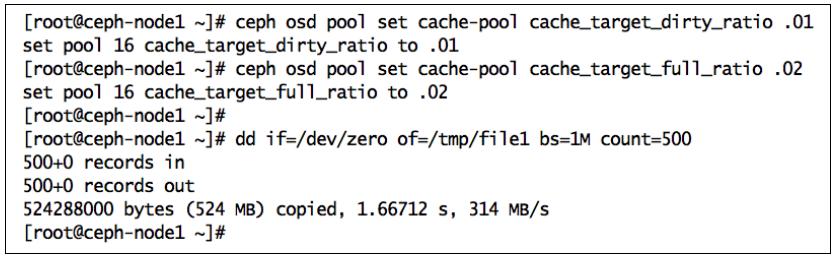 [root@ceph-node1 ~]# ceph osd pool set cache-pool cache_target_dirty_ratio .01
set pool 16 cache_target_dirty_ratio to .01
[root@ceph-node1 ~]# ceph osd pool set cache-pool cache_target_full_ratio .02
set pool 16 cache_target_full_ratio to .02
[root@ceph-node1 ~]#
[root@ceph-node1 ~]# dd if=/dev/zero of=/tmp/file1 bs=1M count=500
500+0 records in
500+0 records out
524288000 bytes (524 MB) copied, 1.66712 s, 314 MB/s
[root@ceph-node1 ~]#